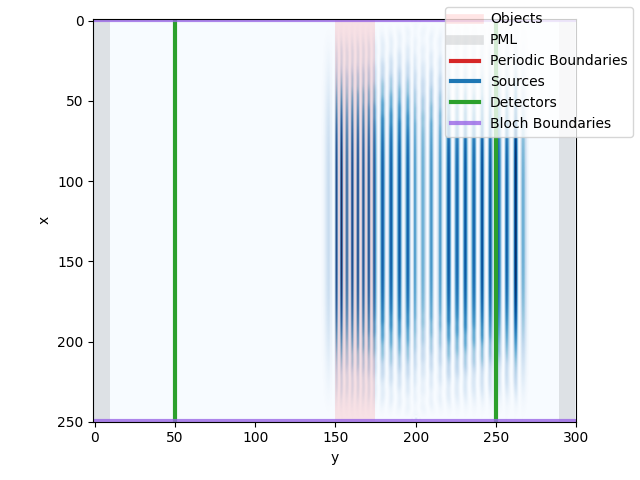 Objects
PML
Periodic Boundaries
Sources
Detectors
Bloch Boundaries
0
50
100
150
200
250
x
0 50 100 150 200 250 300
y